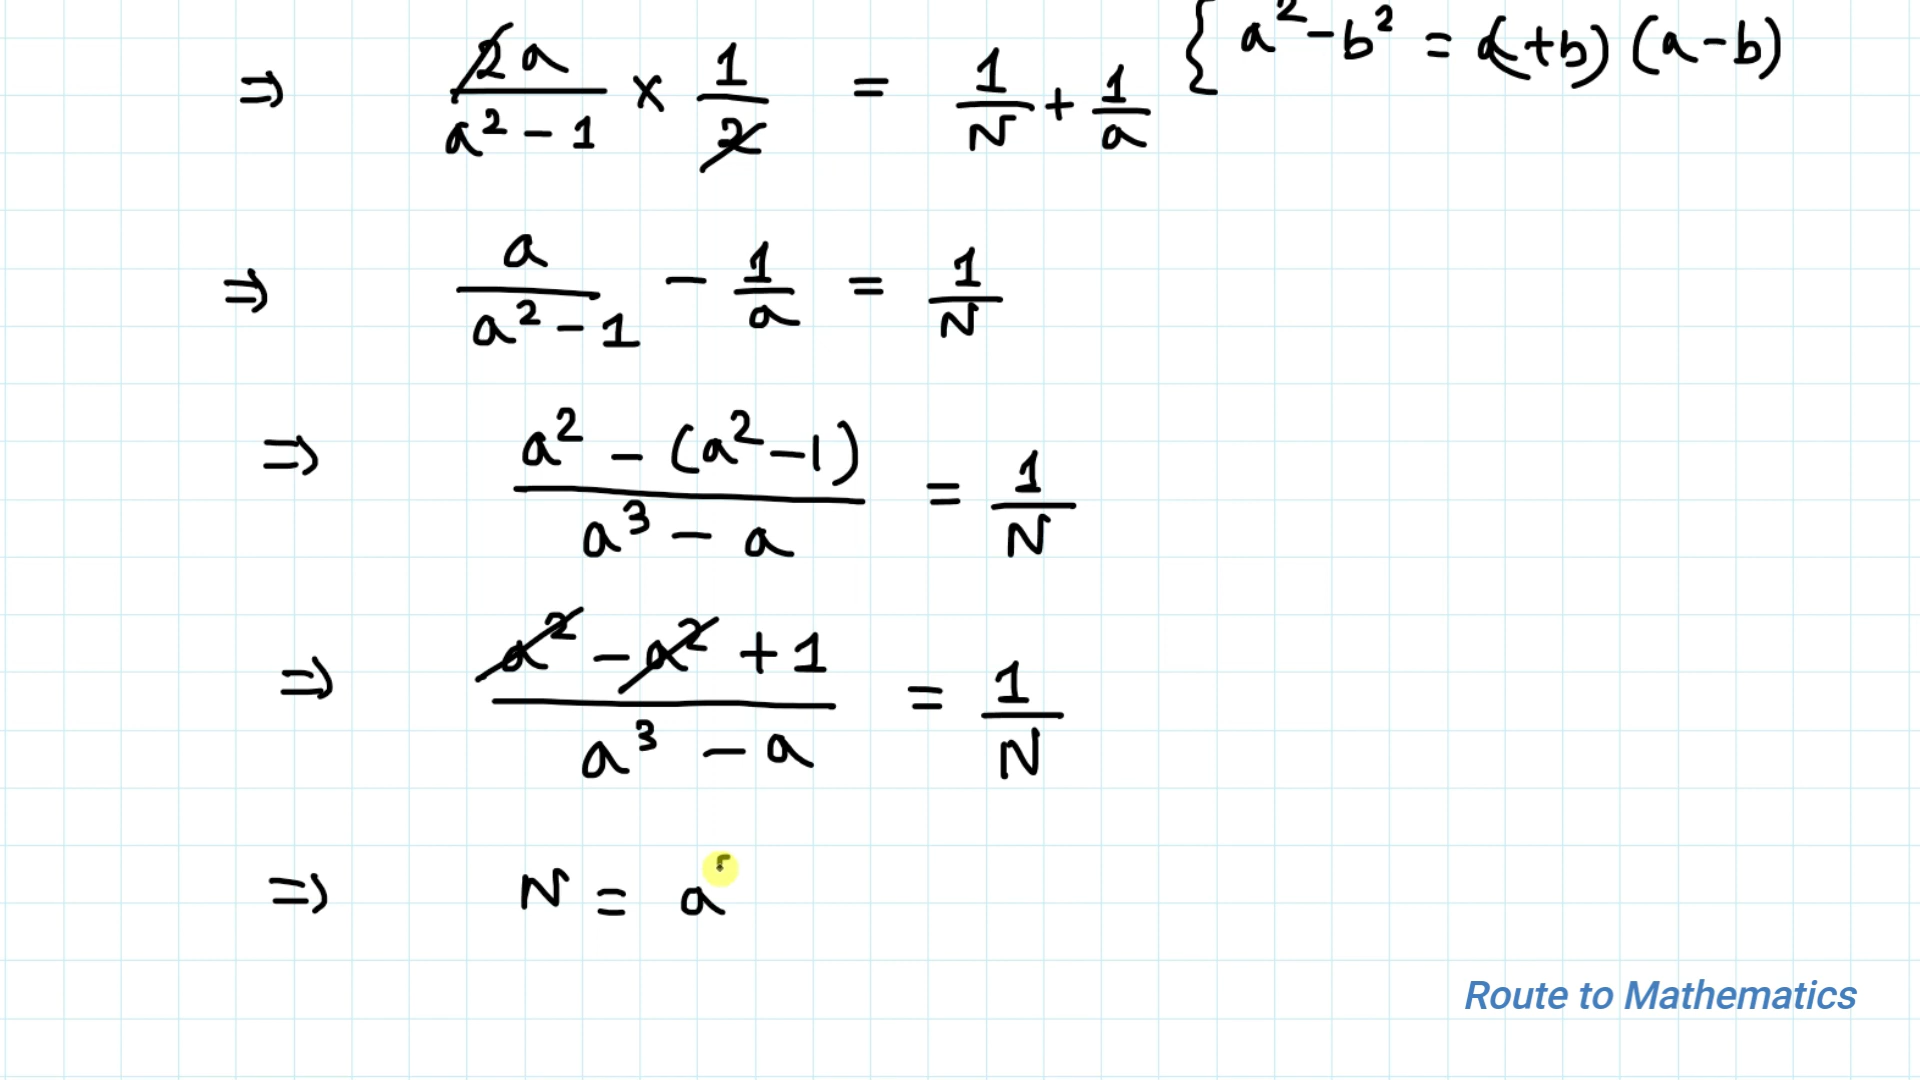 ⇒ 2a/(a² - 1) × 1/2 = 1/N + 1/a { a² - b² = (a+b) (a-b)
⇒ a/(a² - 1) - 1/a = 1/N
⇒ (a² - (a² - 1))/(a³ - a) = 1/N
⇒ (a² - a² + 1)/(a³ - a) = 1/N
⇒ N = a
Route to Mathematics